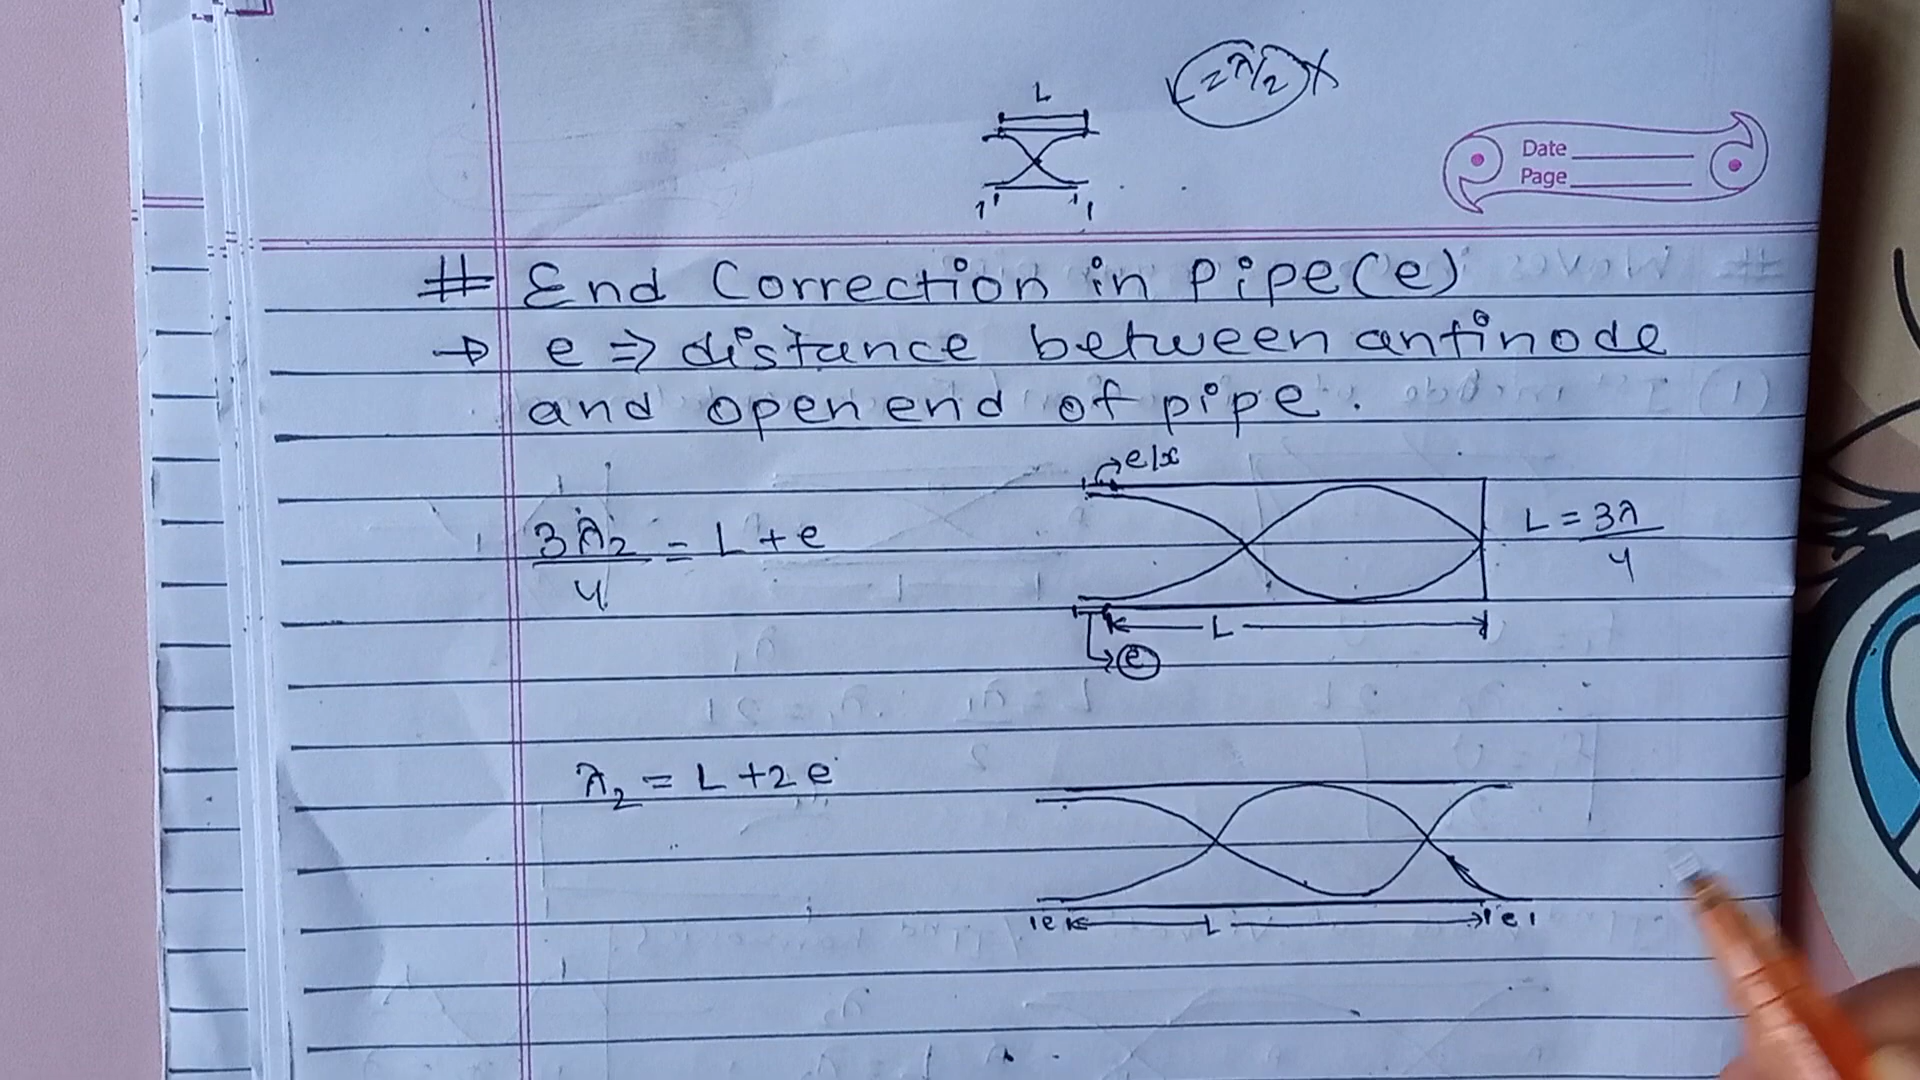 L = λ/2
L
Date
Page
# End Correction in Pipe (e)
→ e ⇒ distance between antinode
and open end of pipe.
e/x
3λ₂/4 = L + e
L = 3λ/4
L
e
λ₂ = L + 2e
e L e